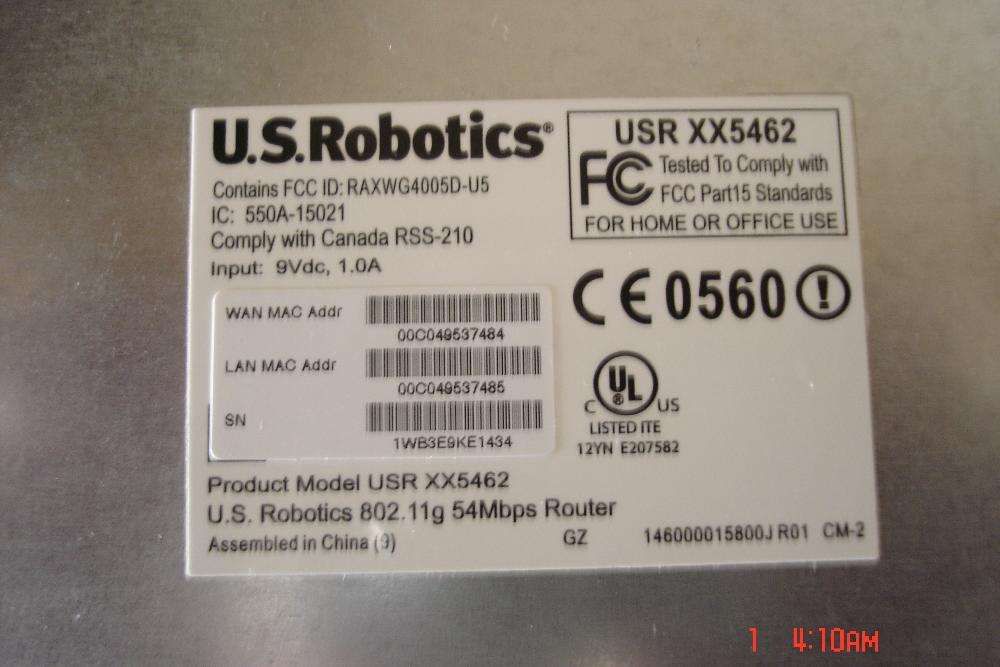 U.S.Robotics®
Contains FCC ID: RAXWG4005D-U5
IC: 550A-15021
Comply with Canada RSS-210
Input: 9Vdc, 1.0A
USR XX5462
FC Tested To Comply with
FCC Part15 Standards
FOR HOME OR OFFICE USE
CE 0560
WAN MAC Addr
00C049537484
LAN MAC Addr
00C049537485
SN
1WB3E9KE1434
C UL ® US
LISTED ITE
12YN E207582
Product Model USR XX5462
U.S. Robotics 802.11g 54Mbps Router
Assembled in China (9)
GZ
146000015800J R01 CM-2
1 4:10AM